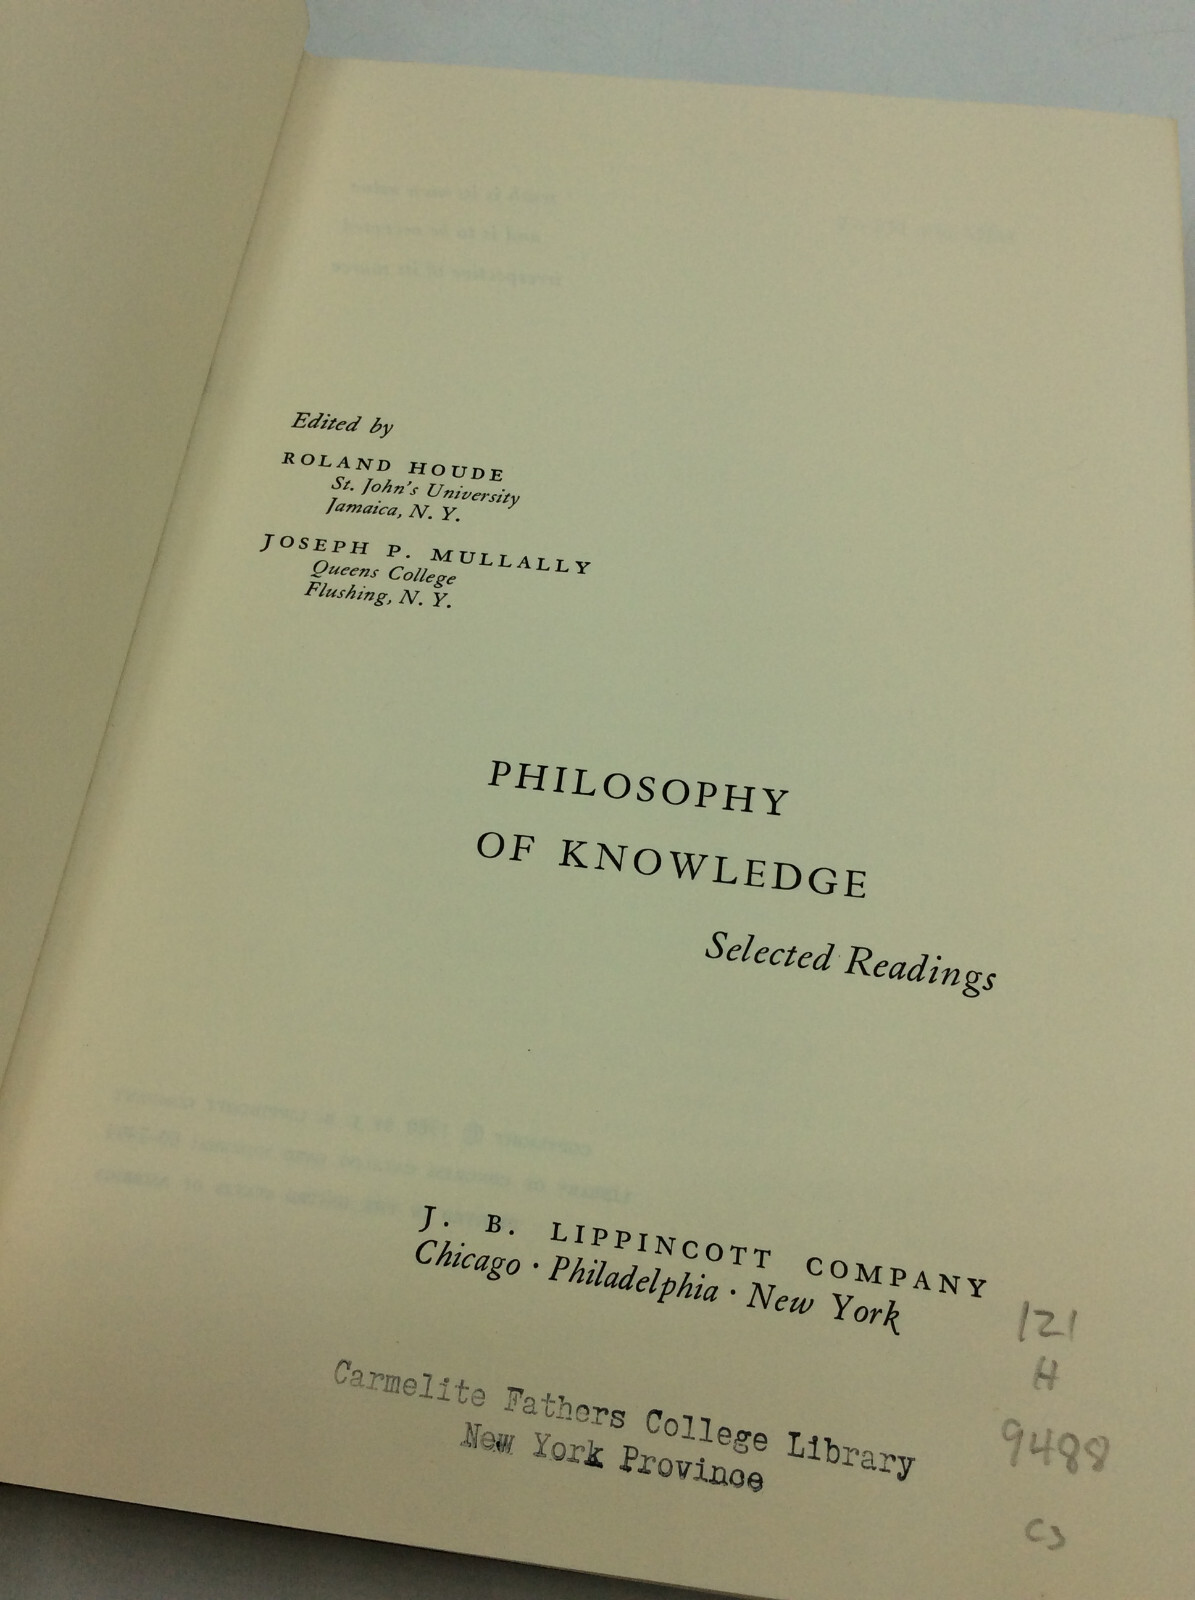 Edited by
ROLAND HOUDE
St. John's University
Jamaica, N. Y.
JOSEPH P. MULLALLY
Queens College
Flushing, N. Y.
PHILOSOPHY
OF KNOWLEDGE
Selected Readings
J. B. LIPPINCOTT COMPANY
Chicago · Philadelphia · New York
Carmelite Fathers College Library
New York Province
121
H
9488
C3